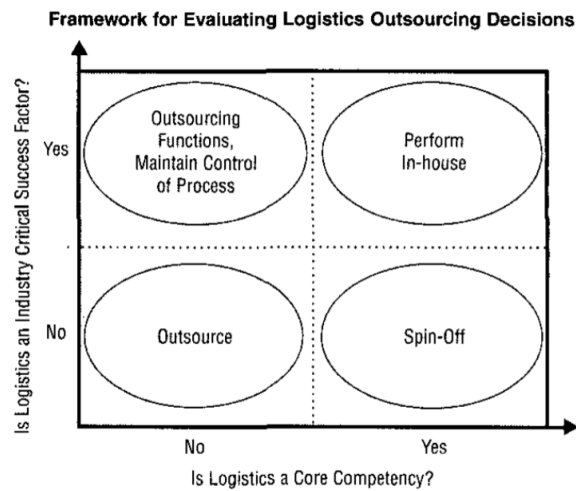 Framework for Evaluating Logistics Outsourcing Decisions
Is Logistics an Industry Critical Success Factor?
Yes
Outsourcing
Functions,
Maintain Control
of Process
Perform
In-house
No
Outsource
Spin-Off
No
Yes
Is Logistics a Core Competency?